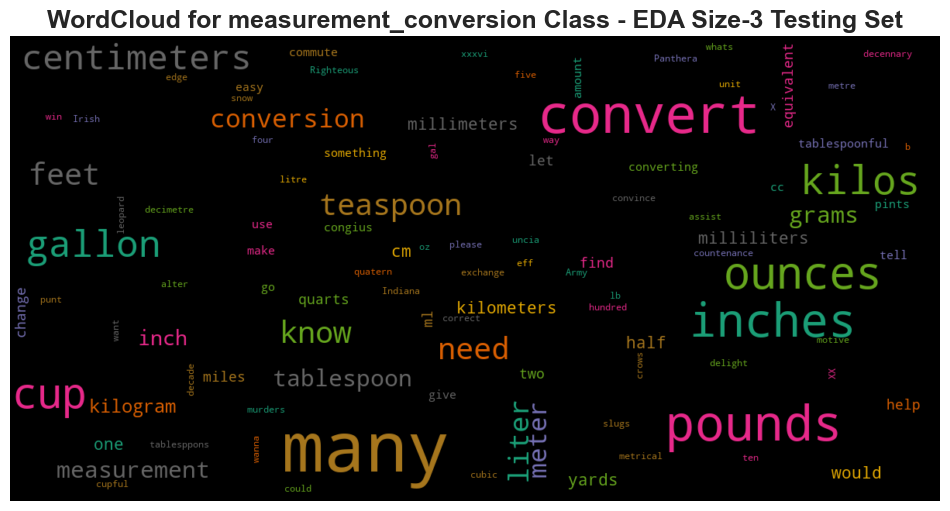 WordCloud for measurement_conversion Class - EDA Size-3 Testing Set
centimeters
edge
commute
Righteous
xxxvi
five
amount
whats
Panthera
unit
equivalent
decennary
metre
easy
snow
win
Irish
conversion
four
millimeters
gal
convert
way
X
tablespoonful
b
something
let
converting
feet
litre
kilos
cc
pints
leopard
decimetre
teaspoon
convince
grams
use
congius
assist
gallon
make
cm
oz
please
uncia
milliliters
countenance
tell
find
quatern
exchange
eff
Army
ounces
alter
go
Indiana
lb
hundred
change
punt
quarts
kilometers
inches
want
know
ml
correct
inch
need
half
motive
crows
delight
XX
decade
miles
tablespoon
two
cup
kilogram
murders
give
help
one
tablesppons
wanna
many
liter
meter
slugs
pounds
measurement
cupful
could
cubic
metrical
ten
yards
would